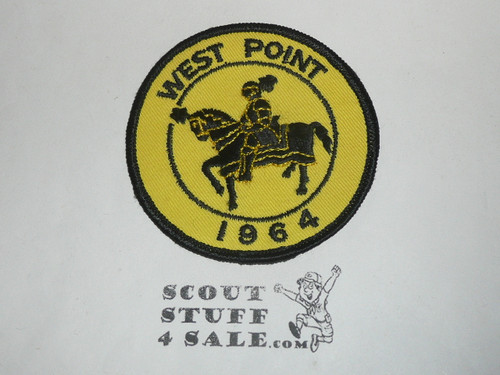 WEST POINT
1964
SCOUT
STUFF
4 SALE.COM